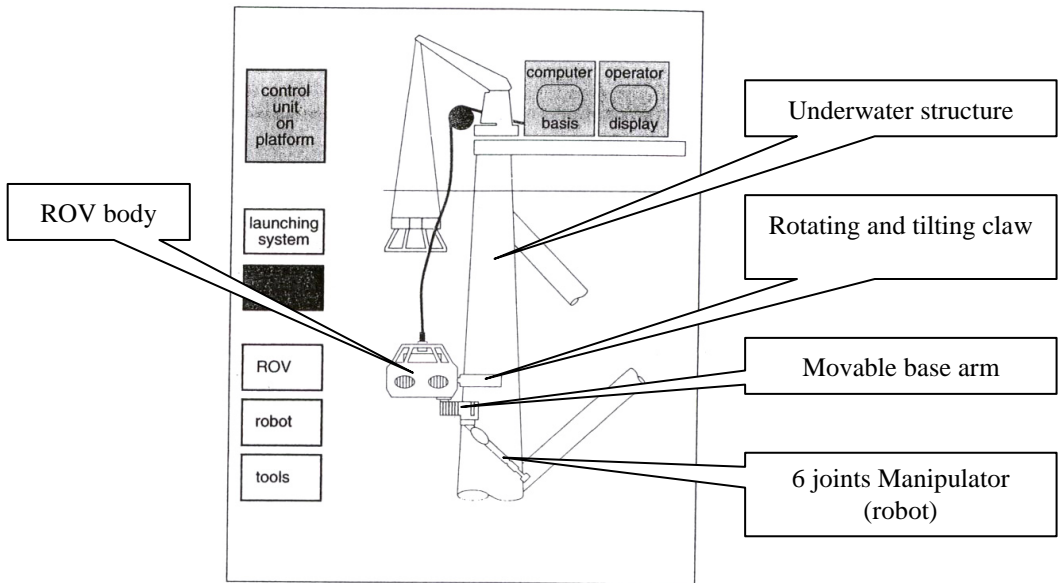 control
unit
on
platform
computer
basis
operator
display
Underwater structure
ROV body
launching
system
Rotating and tilting claw
ROV
Movable base arm
robot
tools
6 joints Manipulator
(robot)